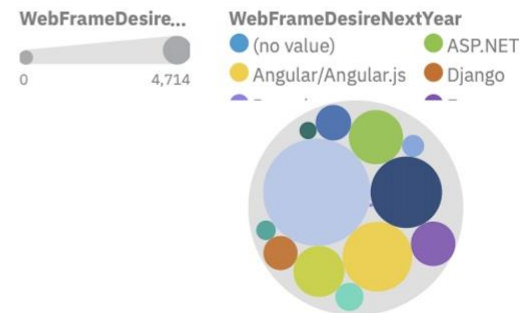 WebFrameDesire...
0
4,714
WebFrameDesireNextYear
(no value)
ASP.NET
Angular/Angular.js
Django